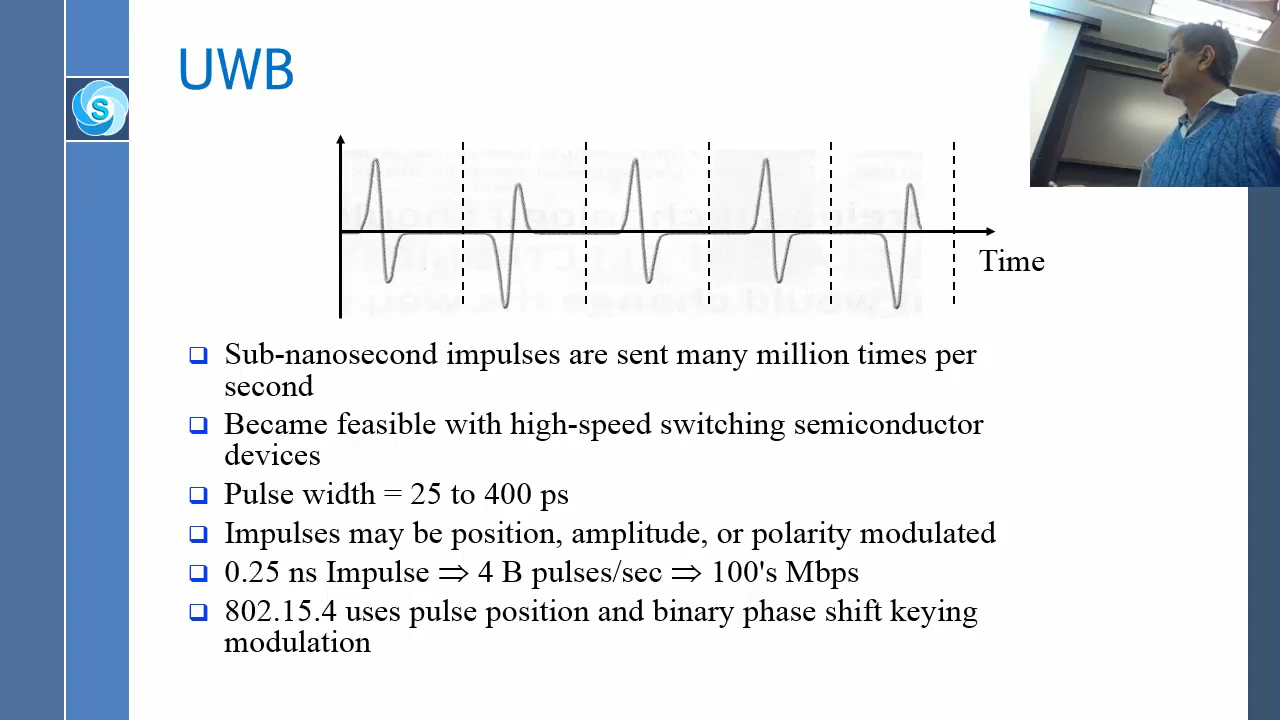 UWB
S
Time
Sub-nanosecond impulses are sent many million times per
second
Became feasible with high-speed switching semiconductor
devices
Pulse width = 25 to 400 ps
Impulses may be position, amplitude, or polarity modulated
0.25 ns Impulse ⇒ 4 B pulses/sec ⇒ 100's Mbps
802.15.4 uses pulse position and binary phase shift keying
modulation